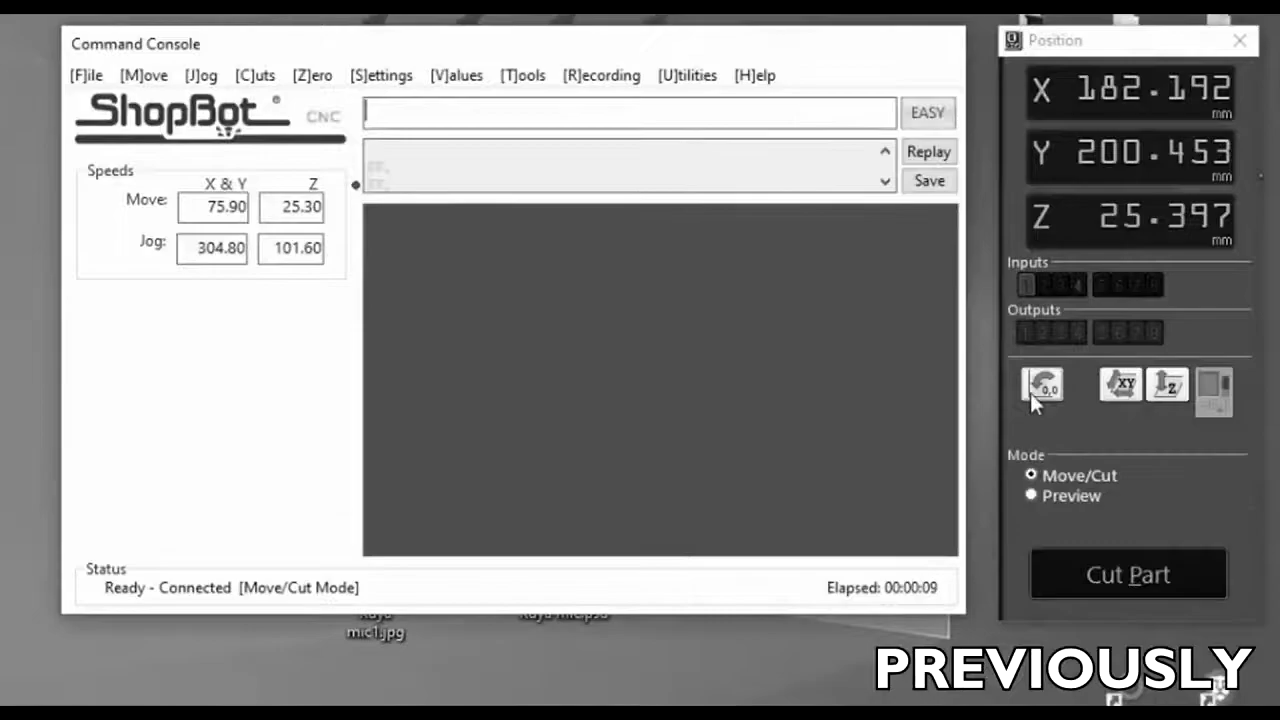 Command Console
[F]ile [M]ove [J]og [C]uts [Z]ero [S]ettings [V]alues [T]ools [R]ecording [U]tilities [H]elp
ShopBot® CNC
EASY
Replay
Save
Speeds
X & Y Z
Move: 75.90 25.30
Jog: 304.80 101.60
Status
Ready - Connected [Move/Cut Mode] Elapsed: 00:00:09
mic1.jpg
Position
X 182.192
mm
Y 200.453
mm
Z 25.397
mm
Inputs
Outputs
0,0 XY Z
Mode
Move/Cut
Preview
Cut Part
PREVIOUSLY